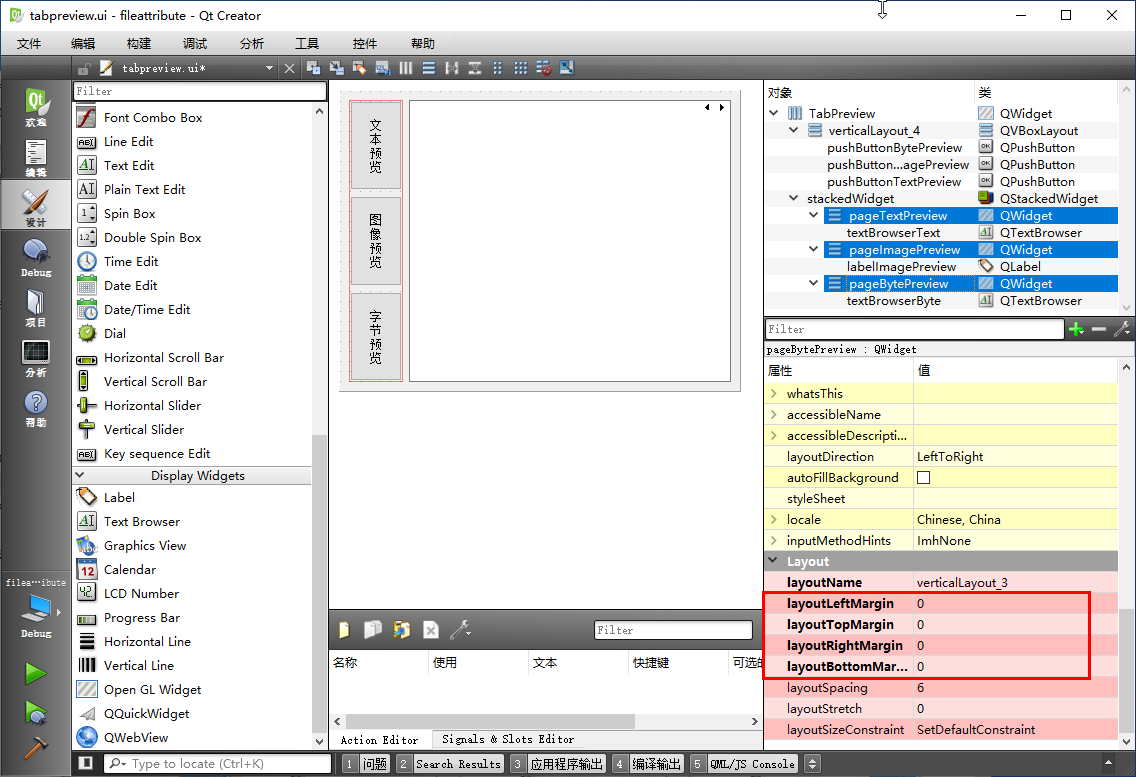 tabpreview.ui - fileattribute - Qt Creator
文件 编辑 构建 调试 分析 工具 控件 帮助
tabpreview.ui*
欢迎
编辑
设计
Debug
项目
分析
帮助
filea…ibute
Debug
Filter
Font Combo Box
Line Edit
Text Edit
Plain Text Edit
Spin Box
Double Spin Box
Time Edit
Date Edit
Date/Time Edit
Dial
Horizontal Scroll Bar
Vertical Scroll Bar
Horizontal Slider
Vertical Slider
Key sequence Edit
Display Widgets
Label
Text Browser
Graphics View
Calendar
LCD Number
Progress Bar
Horizontal Line
Vertical Line
Open GL Widget
QQuickWidget
QWebView
文本预览
图像预览
字节预览
Filter
名称 使用 文本 快捷键 可选的
Action Editor Signals & Slots Editor
对象 类
TabPreview QWidget
verticalLayout_4 QVBoxLayout
pushButtonBytePreview QPushButton
pushButton...agePreview QPushButton
pushButtonTextPreview QPushButton
stackedWidget QStackedWidget
pageTextPreview QWidget
textBrowserText QTextBrowser
pageImagePreview QWidget
labelImagePreview QLabel
pageBytePreview QWidget
textBrowserByte QTextBrowser
Filter
pageBytePreview : QWidget
属性 值
whatsThis
accessibleName
accessibleDescripti...
layoutDirection LeftToRight
autoFillBackground
styleSheet
locale Chinese, China
inputMethodHints ImhNone
Layout
layoutName verticalLayout_3
layoutLeftMargin 0
layoutTopMargin 0
layoutRightMargin 0
layoutBottomMar... 0
layoutSpacing 6
layoutStretch 0
layoutSizeConstraint SetDefaultConstraint
Type to locate (Ctrl+K) 1 问题 2 Search Results 3 应用程序输出 4 编译输出 5 QML/JS Console